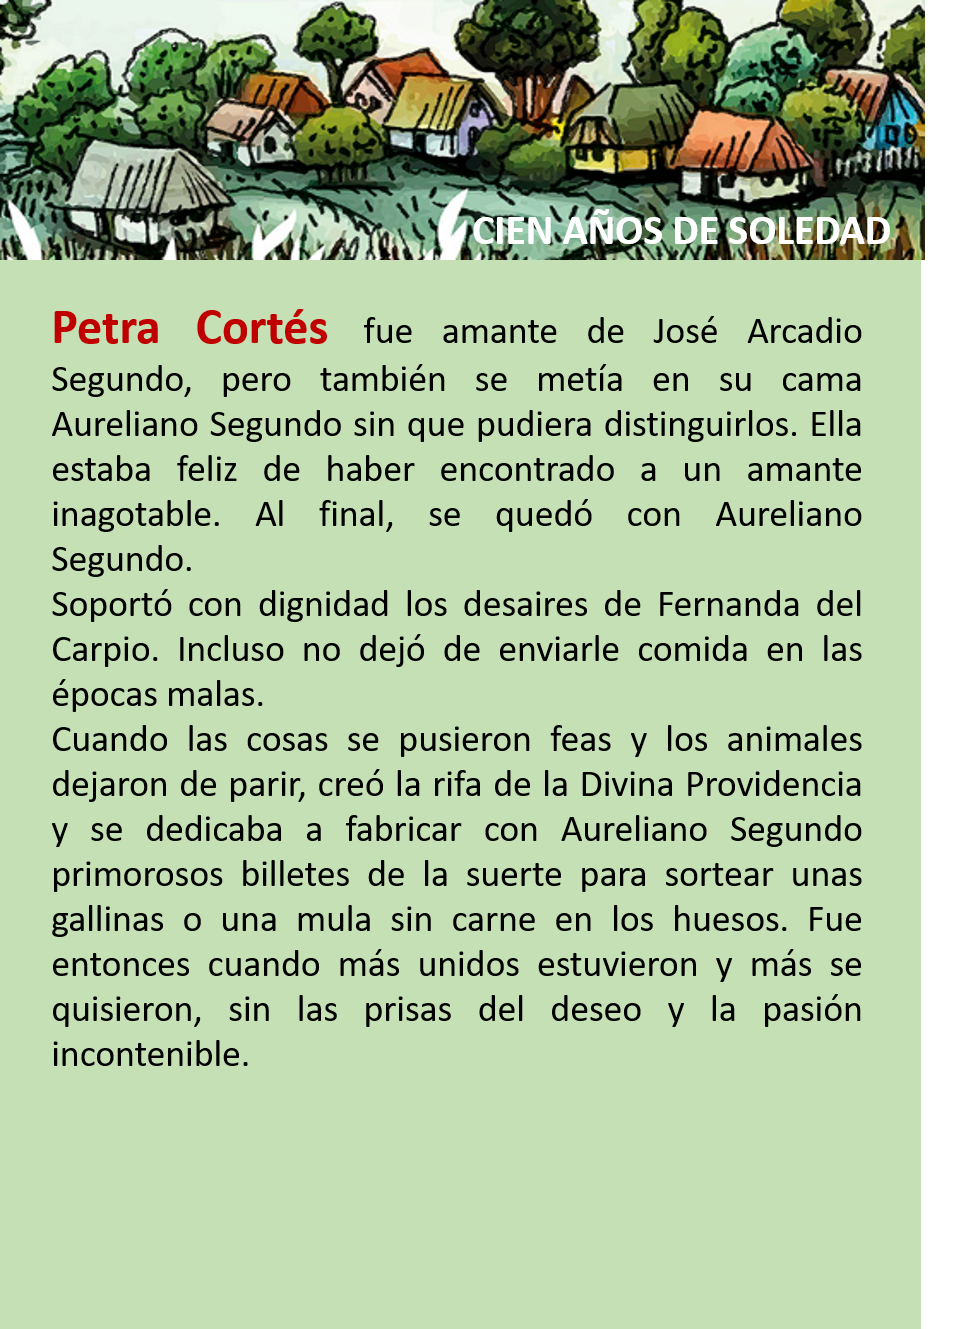 CIEN AÑOS DE SOLEDAD
Petra Cortés fue amante de José Arcadio
Segundo, pero también se metía en su cama
Aureliano Segundo sin que pudiera distinguirlos. Ella
estaba feliz de haber encontrado a un amante
inagotable. Al final, se quedó con Aureliano
Segundo.
Soportó con dignidad los desaires de Fernanda del
Carpio. Incluso no dejó de enviarle comida en las
épocas malas.
Cuando las cosas se pusieron feas y los animales
dejaron de parir, creó la rifa de la Divina Providencia
y se dedicaba a fabricar con Aureliano Segundo
primorosos billetes de la suerte para sortear unas
gallinas o una mula sin carne en los huesos. Fue
entonces cuando más unidos estuvieron y más se
quisieron, sin las prisas del deseo y la pasión
incontenible.